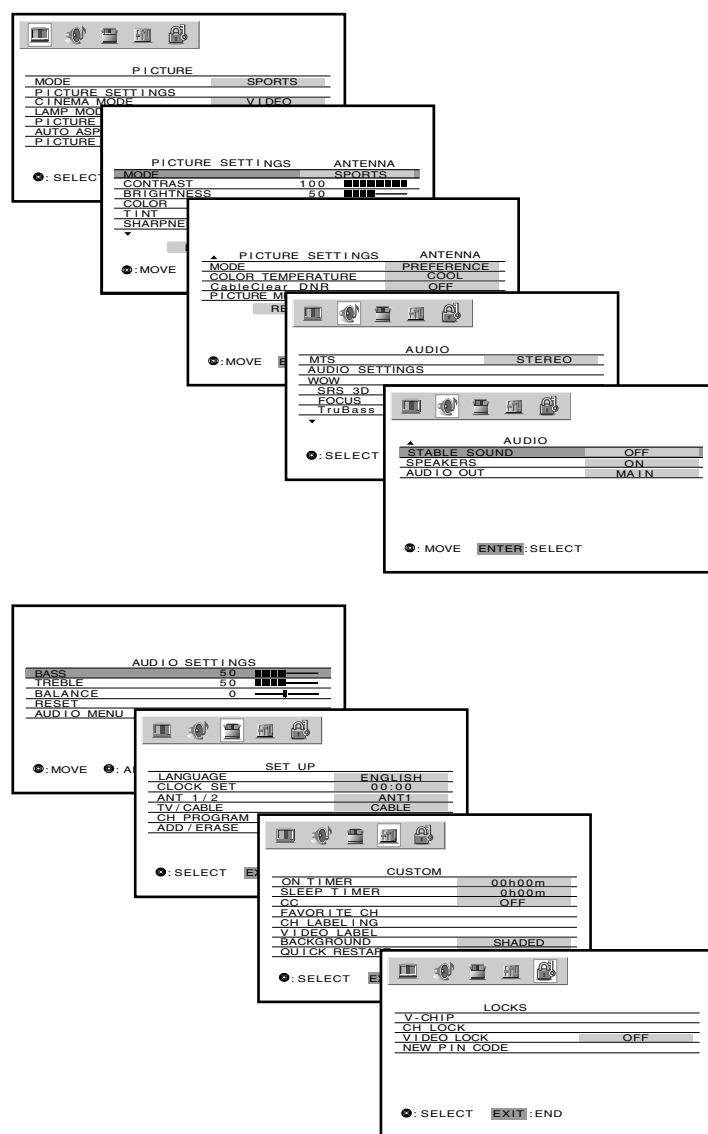 PICTURE
MODE SPORTS
PICTURE SETTINGS
CINEMA MODE VIDEO
LAMP MOD
PICTURE
AUTO ASP
PICTURE
: SELEC
PICTURE SETTINGS ANTENNA
MODE SPORTS
CONTRAST 100
BRIGHTNESS 50
COLOR
TINT
SHARPNE
:MOVE
PICTURE SETTINGS ANTENNA
MODE PREFERENCE
COLOR TEMPERATURE COOL
CableClear DNR OFF
PICTURE M
RE
:MOVE E
AUDIO
MTS STEREO
AUDIO SETTINGS
WOW
SRS 3D
FOCUS
TruBass
:SELECT
AUDIO
STABLE SOUND OFF
SPEAKERS ON
AUDIO OUT MAIN
: MOVE ENTER:SELECT
AUDIO SETTINGS
BASS 50
TREBLE 50
BALANCE 0
RESET
AUDIO MENU
:MOVE : A
SET UP
LANGUAGE ENGLISH
CLOCK SET 00:00
ANT 1/2 ANT1
TV/CABLE CABLE
CH PROGRAM
ADD/ERASE
:SELECT EX
CUSTOM
ON TIMER 00h00m
SLEEP TIMER 0h00m
CC OFF
FAVORITE CH
CH LABELING
VIDEO LABEL
BACKGROUND SHADED
QUICK RESTART
:SELECT E
LOCKS
V-CHIP
CH LOCK
VIDEO LOCK OFF
NEW PIN CODE
: SELECT EXIT :END